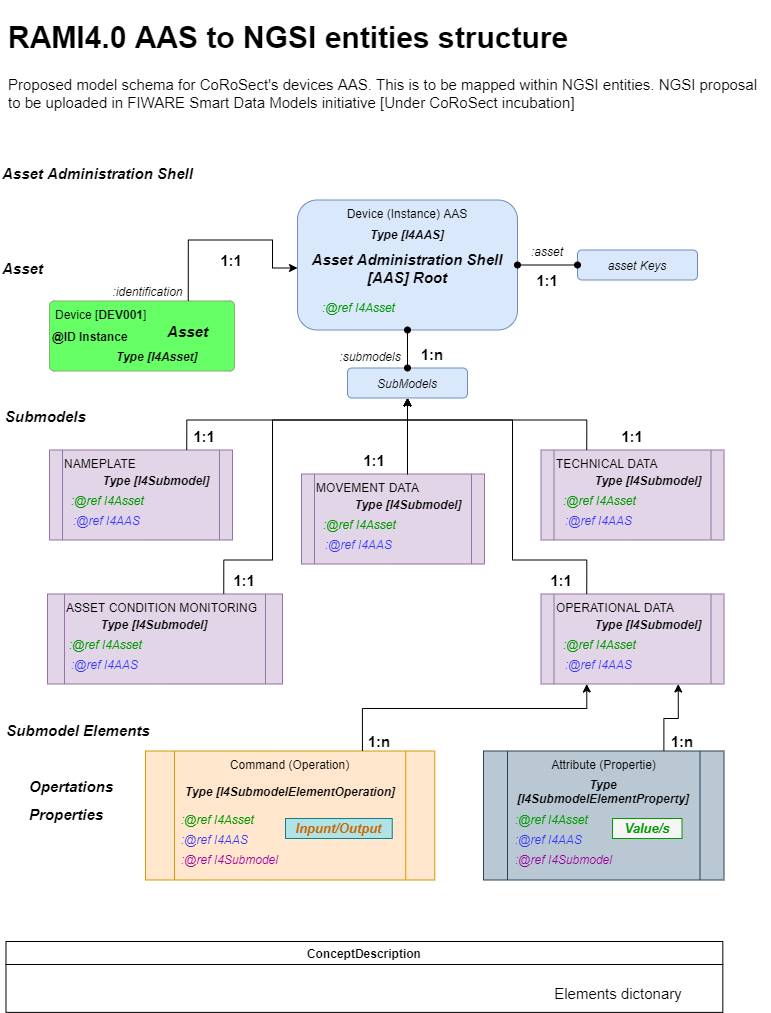 RAMI4.0 AAS to NGSI entities structure
Proposed model schema for CoRoSect's devices AAS. This is to be mapped within NGSI entities. NGSI proposal
to be uploaded in FIWARE Smart Data Models initiative [Under CoRoSect incubation]
Asset Administration Shell
Device (Instance) AAS
Type [I4AAS]
Asset Administration Shell
[AAS] Root
:@ref I4Asset
:asset
1:1
asset Keys
Asset
1:1
:identification
Device [DEV001]
@ID Instance
Asset
Type [I4Asset]
:submodels
1:n
SubModels
Submodels
1:1
NAMEPLATE
Type [I4Submodel]
:@ref I4Asset
:@ref I4AAS
1:1
MOVEMENT DATA
Type [I4Submodel]
:@ref I4Asset
:@ref I4AAS
1:1
TECHNICAL DATA
Type [I4Submodel]
:@ref I4Asset
:@ref I4AAS
1:1
ASSET CONDITION MONITORING
Type [I4Submodel]
:@ref I4Asset
:@ref I4AAS
1:1
OPERATIONAL DATA
Type [I4Submodel]
:@ref I4Asset
:@ref I4AAS
Submodel Elements
Opertations
Properties
1:n
Command (Operation)
Type [I4SubmodelElementOperation]
:@ref I4Asset
:@ref I4AAS
:@ref I4Submodel
Inpunt/Output
1:n
Attribute (Propertie)
Type
[I4SubmodelElementProperty]
:@ref I4Asset
:@ref I4AAS
:@ref I4Submodel
Value/s
ConceptDescription
Elements dictonary